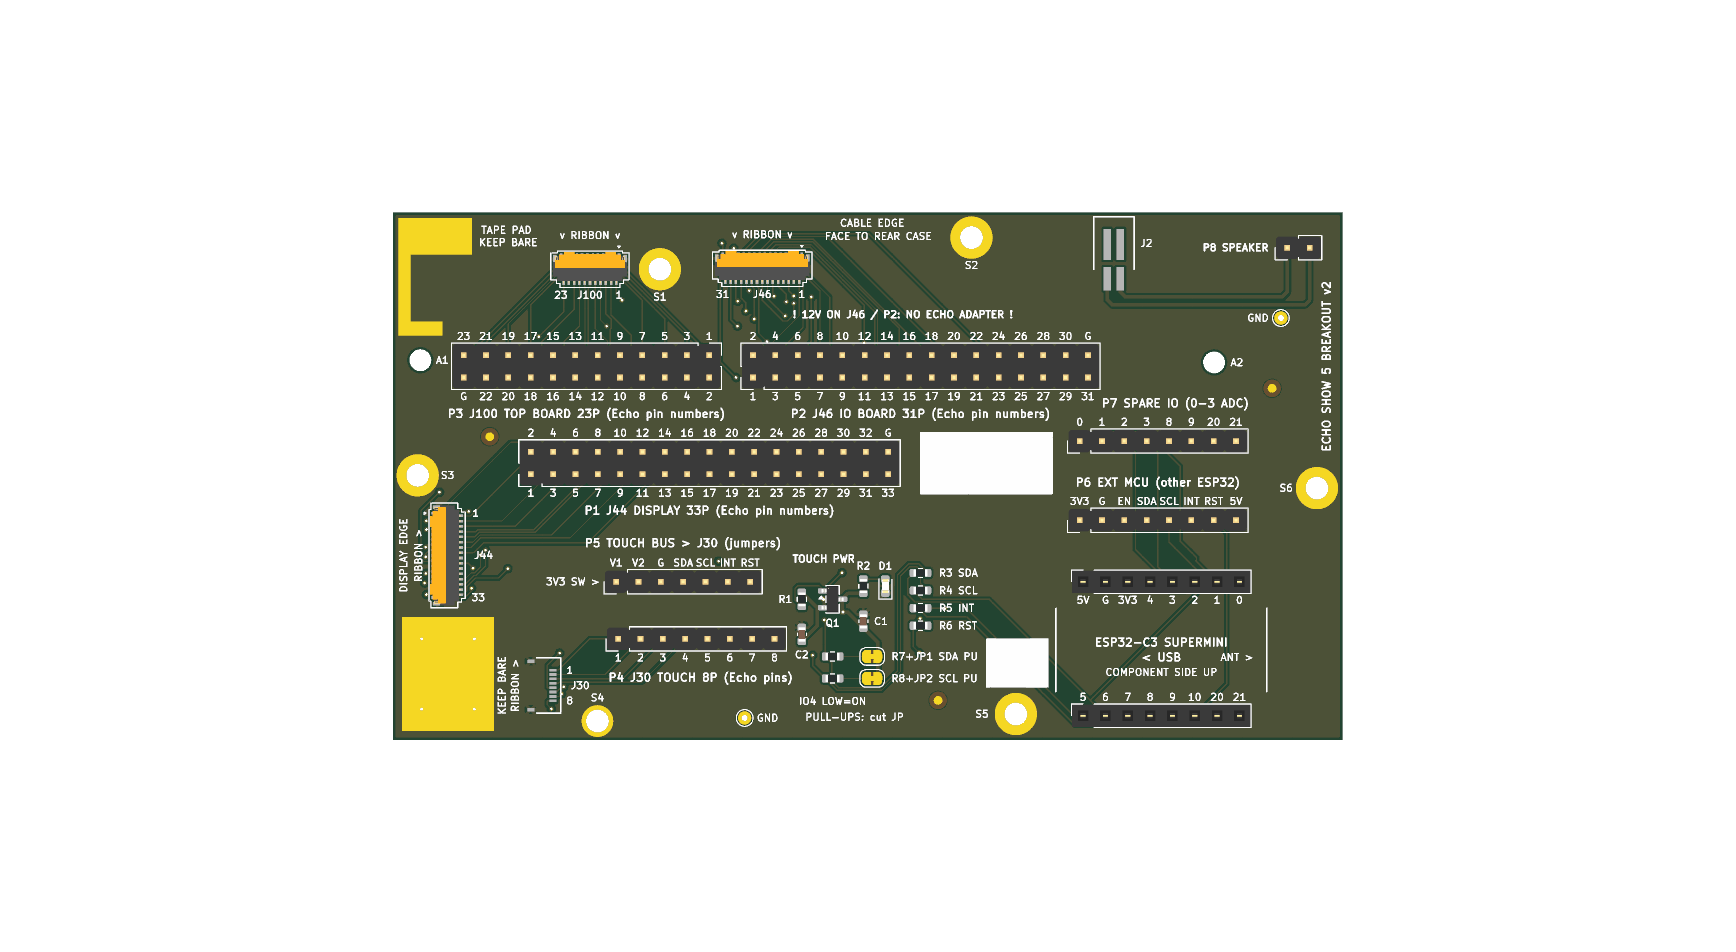 TAPE PAD
KEEP BARE
v RIBBON v
23 J100 1
S1
v RIBBON v
31 J46 1
CABLE EDGE
FACE TO REAR CASE
S2
J2
P8 SPEAKER
GND
! 12V ON J46 / P2: NO ECHO ADAPTER !
ECHO SHOW 5 BREAKOUT v2
23 21 19 17 15 13 11 9 7 5 3 1
A1
G 22 20 18 16 14 12 10 8 6 4 2
P3 J100 TOP BOARD 23P (Echo pin numbers)
2 4 6 8 10 12 14 16 18 20 22 24 26 28 30 G
A2
1 3 5 7 9 11 13 15 17 19 21 23 25 27 29 31
P2 J46 IO BOARD 31P (Echo pin numbers)
P7 SPARE IO (0-3 ADC)
0 1 2 3 8 9 20 21
2 4 6 8 10 12 14 16 18 20 22 24 26 28 30 32 G
S3
1 3 5 7 9 11 13 15 17 19 21 23 25 27 29 31 33
P1 J44 DISPLAY 33P (Echo pin numbers)
P6 EXT MCU (other ESP32)
3V3 G EN SDA SCL INT RST 5V
S6
DISPLAY EDGE
RIBBON >
1
J44
33
P5 TOUCH BUS > J30 (jumpers)
V1 V2 G SDA SCL INT RST
3V3 SW >
TOUCH PWR
R2 D1
R1
Q1
C1
C2
R3 SDA
R4 SCL
R5 INT
R6 RST
R7+JP1 SDA PU
R8+JP2 SCL PU
IO4 LOW=ON
PULL-UPS: cut JP
5V G 3V3 4 3 2 1 0
ESP32-C3 SUPERMINI
< USB ANT >
COMPONENT SIDE UP
5 6 7 8 9 10 20 21
KEEP BARE
RIBBON >
1
J30
8
S4
1 2 3 4 5 6 7 8
P4 J30 TOUCH 8P (Echo pins)
GND
S5